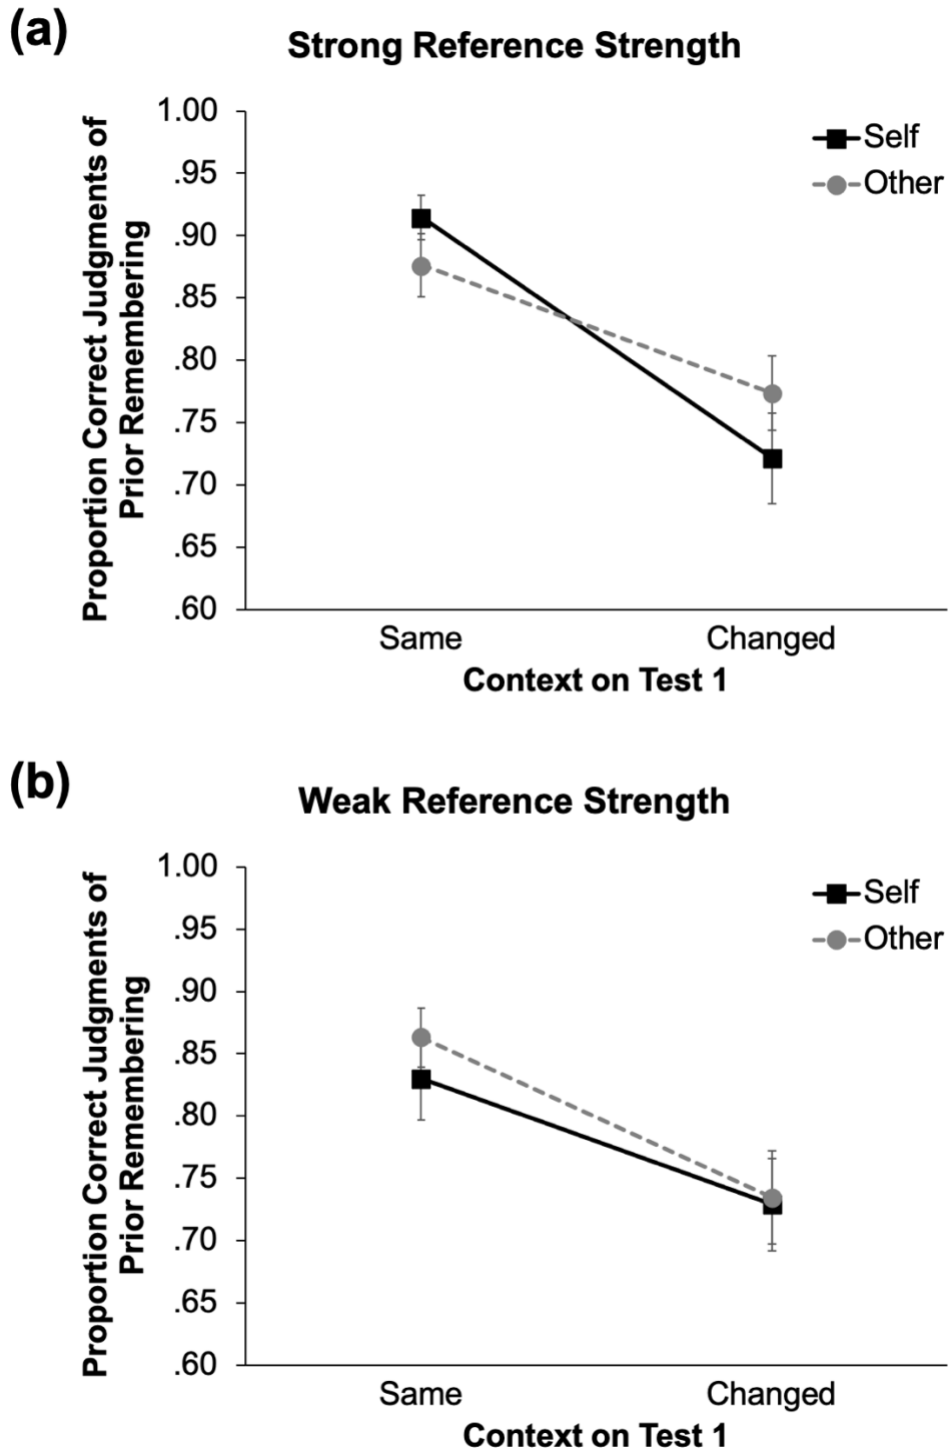 (a)
Strong Reference Strength
Proportion Correct Judgments of
Prior Remembering
1.00
.95
.90
.85
.80
.75
.70
.65
.60
Self
Other
Same
Changed
Context on Test 1
(b)
Weak Reference Strength
Proportion Correct Judgments of
Prior Remembering
1.00
.95
.90
.85
.80
.75
.70
.65
.60
Self
Other
Same
Changed
Context on Test 1